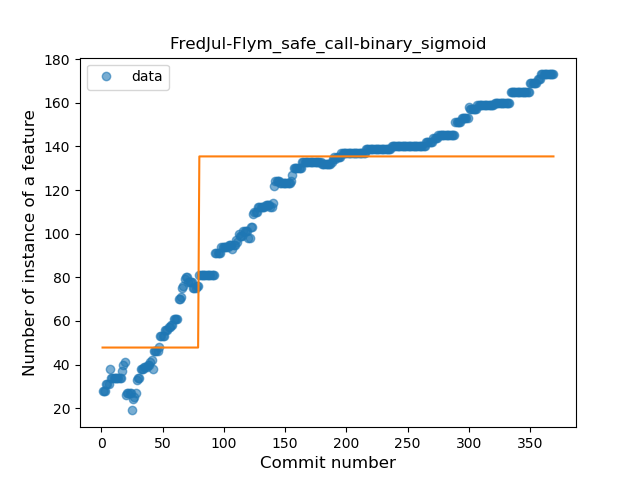 FredJul-Flym_safe_call-binary_sigmoid
data
Number of instance of a feature
180
160
140
120
100
80
60
40
20
0 50 100 150 200 250 300 350
Commit number